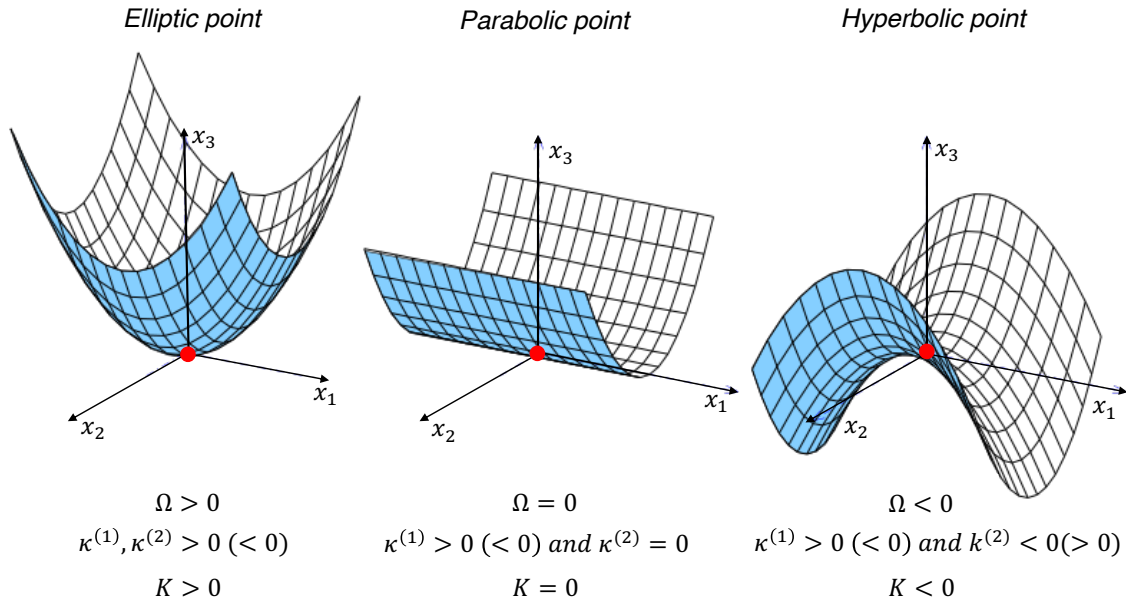 Elliptic point
Parabolic point
Hyperbolic point
x₃
x₁
x₂
x₃
x₁
x₂
x₃
x₁
x₂
Ω > 0
κ⁽¹⁾, κ⁽²⁾ > 0 (< 0)
K > 0
Ω = 0
κ⁽¹⁾ > 0 (< 0) and κ⁽²⁾ = 0
K = 0
Ω < 0
κ⁽¹⁾ > 0 (< 0) and k⁽²⁾ < 0(> 0)
K < 0